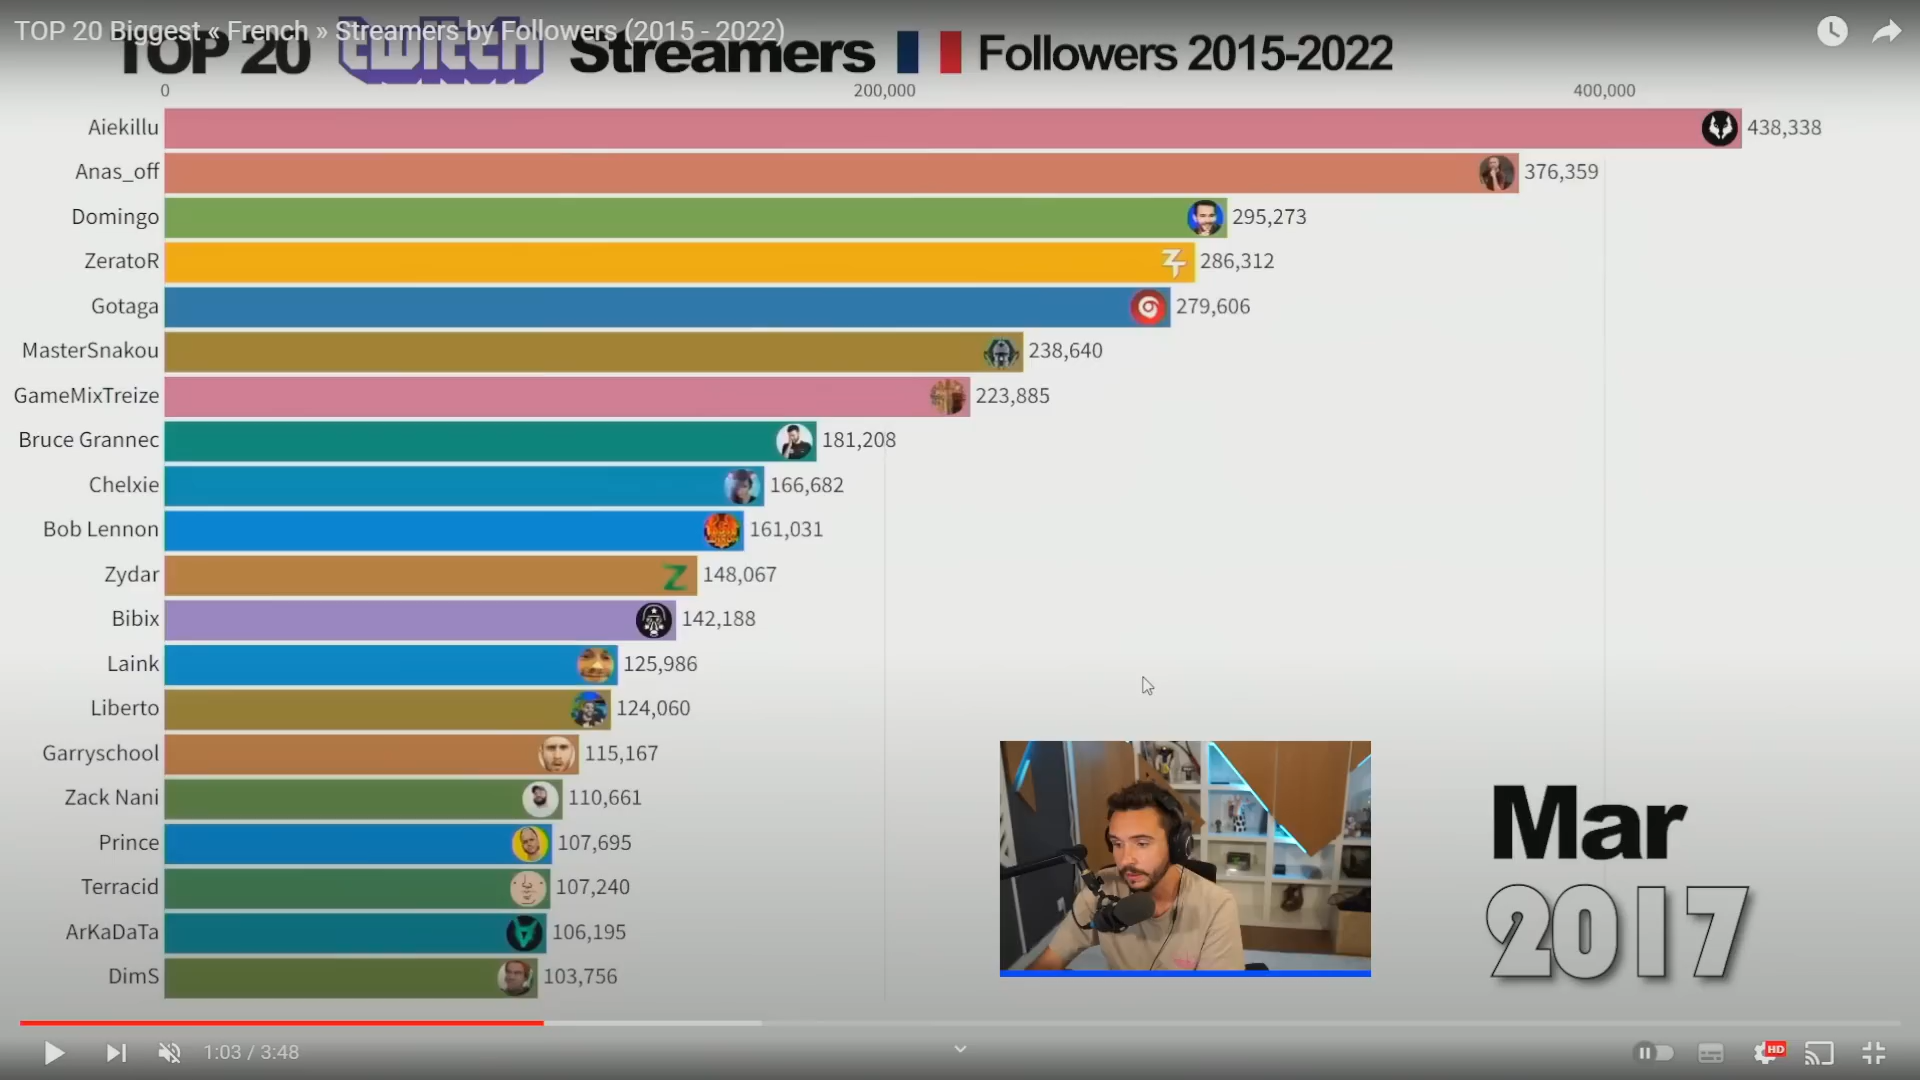 TOP 20 Biggest « French » Streamers by Followers (2015 - 2022)
TOP 20 twitch Streamers Followers 2015-2022
0 200,000 400,000
Aiekillu 438,338
Anas_off 376,359
Domingo 295,273
ZeratoR 286,312
Gotaga 279,606
MasterSnakou 238,640
GameMixTreize 223,885
Bruce Grannec 181,208
Chelxie 166,682
Bob Lennon 161,031
Zydar Z 148,067
Bibix 142,188
Laink 125,986
Liberto 124,060
Garryschool 115,167
Zack Nani 110,661
Prince 107,695
Terracid 107,240
ArKaDaTa 106,195
DimS 103,756
Mar
2017
1:03 / 3:48
HD